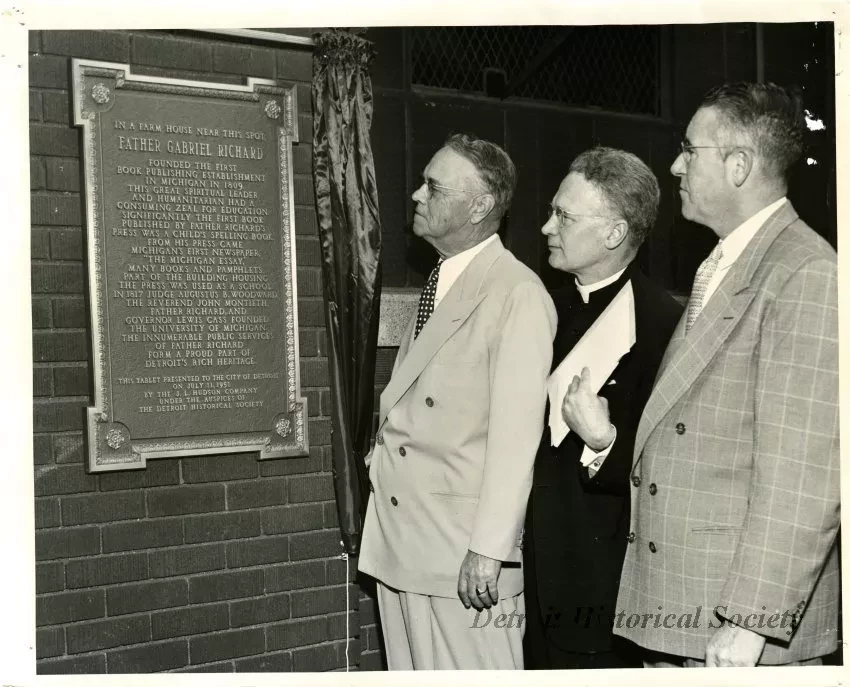 IN A FARM HOUSE NEAR THIS SPOT,
FATHER GABRIEL RICHARD
FOUNDED THE FIRST
BOOK PUBLISHING ESTABLISHMENT
IN MICHIGAN IN 1809.
THIS GREAT SPIRITUAL LEADER
AND HUMANITARIAN HAD A
CONSUMING ZEAL FOR EDUCATION.
SIGNIFICANTLY THE FIRST BOOK
PUBLISHED BY FATHER RICHARD'S
PRESS WAS A CHILD'S SPELLING BOOK.
FROM HIS PRESS CAME
MICHIGAN'S FIRST NEWSPAPER,
"THE MICHIGAN ESSAY."
MANY BOOKS AND PAMPHLETS.
PART OF THE BUILDING HOUSING
THE PRESS WAS USED AS A SCHOOL.
IN 1817 JUDGE AUGUSTUS B. WOODWARD,
THE REVEREND JOHN MONTEITH,
FATHER RICHARD, AND
GOVERNOR LEWIS CASS FOUNDED
THE UNIVERSITY OF MICHIGAN.
THE INNUMERABLE PUBLIC SERVICES
OF FATHER RICHARD
FORM A PROUD PART OF
DETROIT'S RICH HERITAGE.
THIS TABLET PRESENTED TO THE CITY OF DETROIT
ON JULY 11, 1951
BY THE J. L. HUDSON COMPANY
UNDER THE AUSPICES OF
THE DETROIT HISTORICAL SOCIETY
Detroit Historical Society